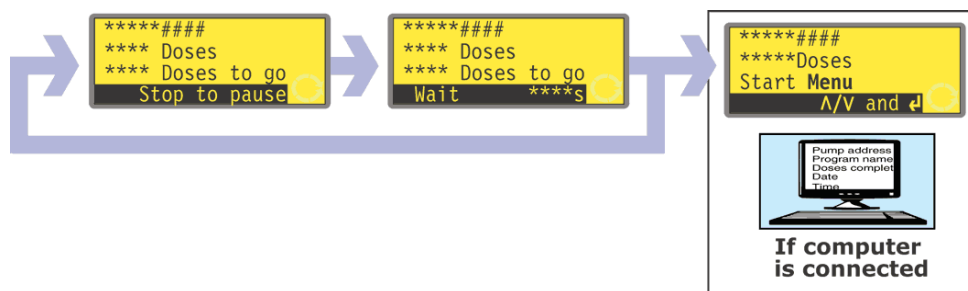 *****####
**** Doses
**** Doses to go
Stop to pause
*****####
**** Doses
**** Doses to go
Wait ****s
*****####
*****Doses
Start Menu
Λ/V and ↲
Pump address
Program name
Doses complet
Date
Time
If computer
is connected